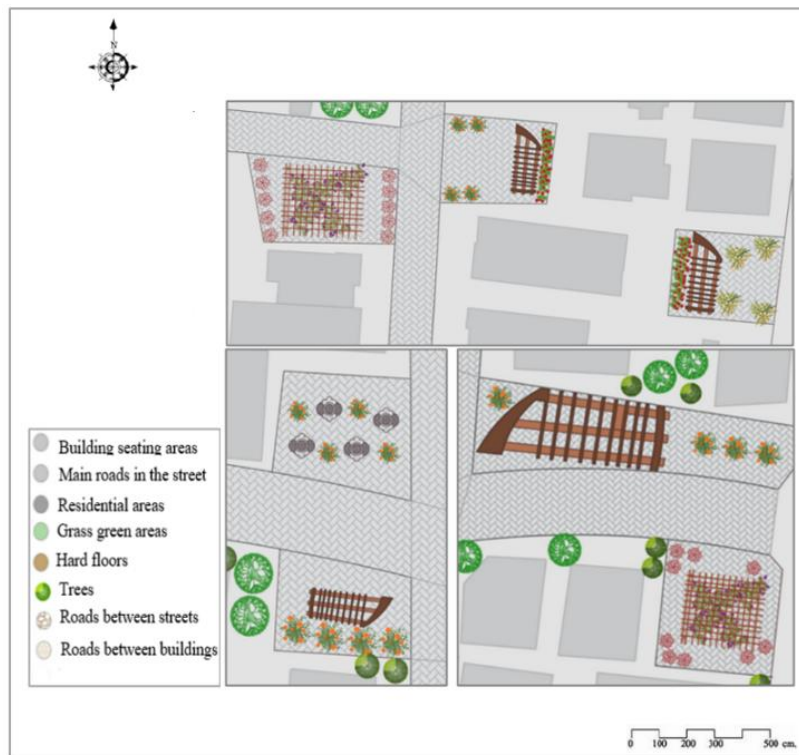 N
Building seating areas
Main roads in the street
Residential areas
Grass green areas
Hard floors
Trees
Roads between streets
Roads between buildings
0 100 200 300 500 cm.